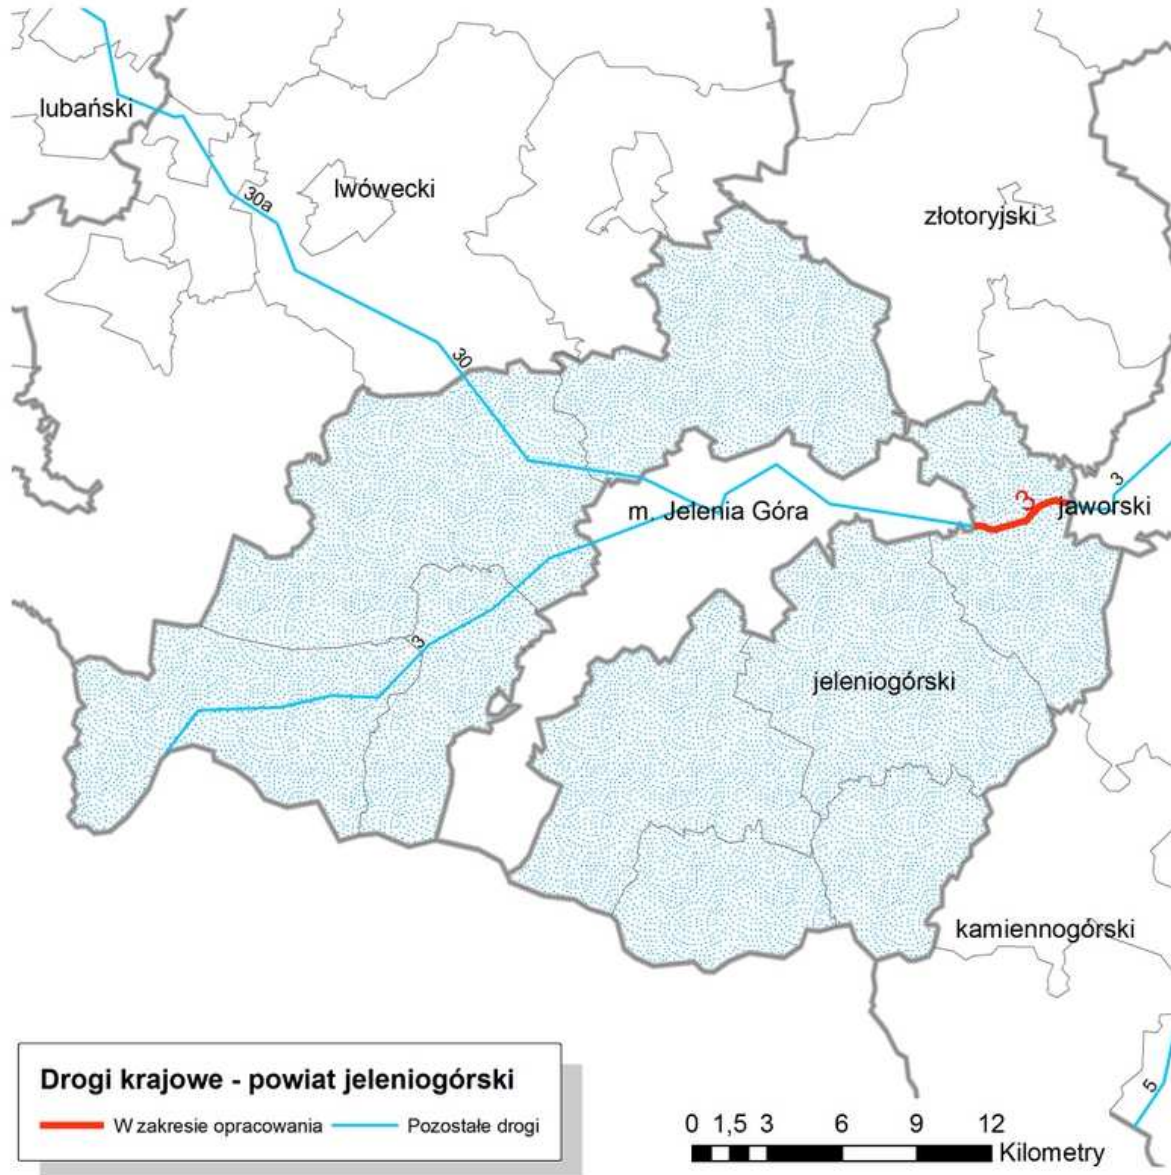 lubański
30a
lwówecki
złotoryjski
30
3
3
jaworski
m. Jelenia Góra
3
jeleniogórski
kamiennogórski
5
Drogi krajowe - powiat jeleniogórski
W zakresie opracowania Pozostałe drogi
0 1,5 3 6 9 12
Kilometry